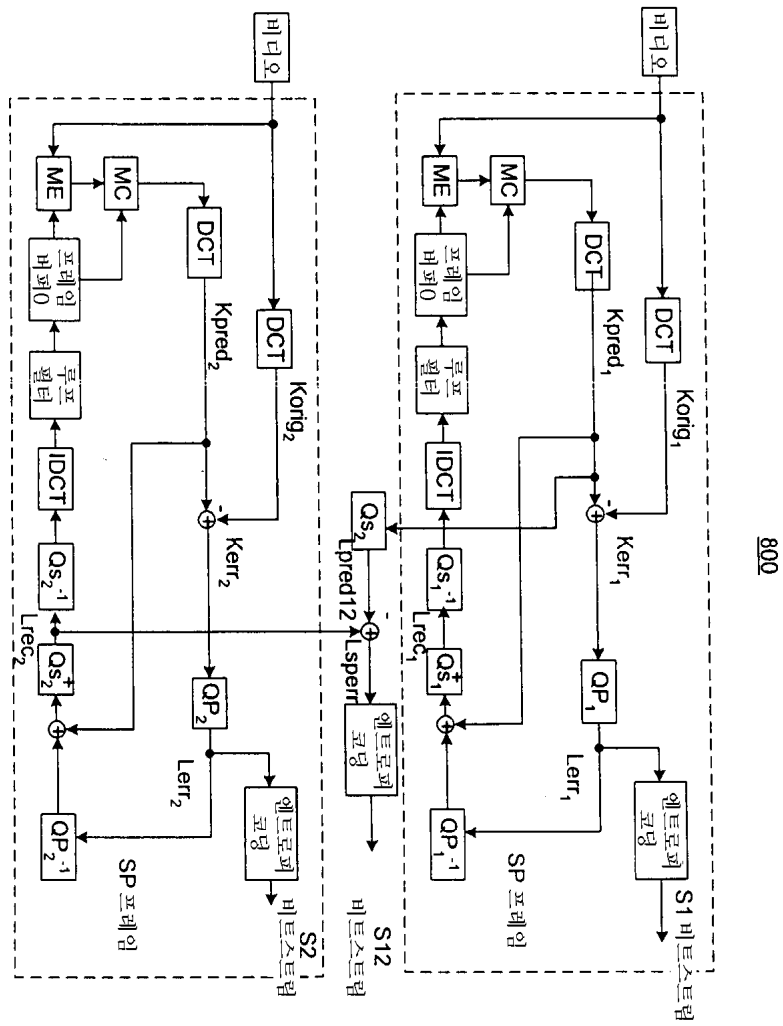 800
비디오
DCT
Korig₁
ME
MC
DCT
Kpred₁
-
+
Kerr₁
QP₁
Lerr₁
엔트로피
코딩
S1 비트스트림
프레임
버퍼0
루프
필터
IDCT
Qs₁⁻¹
Lrec₁
Qs₁⁺
+
QP₁⁻¹
SP 프레임
Qs₂
Lpred12
-
+
Lsperr
엔트로피
코딩
S12
비트스트림
비디오
DCT
Korig₂
ME
MC
DCT
Kpred₂
-
+
Kerr₂
QP₂
Lerr₂
엔트로피
코딩
S2
비트스트림
프레임
버퍼0
루프
필터
IDCT
Qs₂⁻¹
Lrec₂
Qs₂⁺
+
QP₂⁻¹
SP 프레임